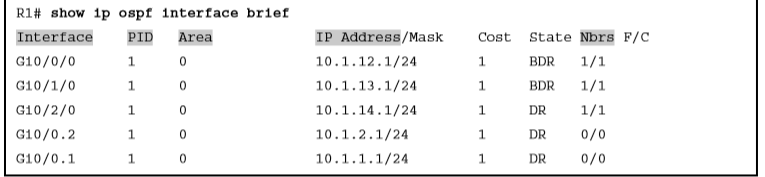 R1# show ip ospf interface brief
Interface PID Area IP Address/Mask Cost State Nbrs F/C
G10/0/0 1 0 10.1.12.1/24 1 BDR 1/1
G10/1/0 1 0 10.1.13.1/24 1 BDR 1/1
G10/2/0 1 0 10.1.14.1/24 1 DR 1/1
G10/0.2 1 0 10.1.2.1/24 1 DR 0/0
G10/0.1 1 0 10.1.1.1/24 1 DR 0/0